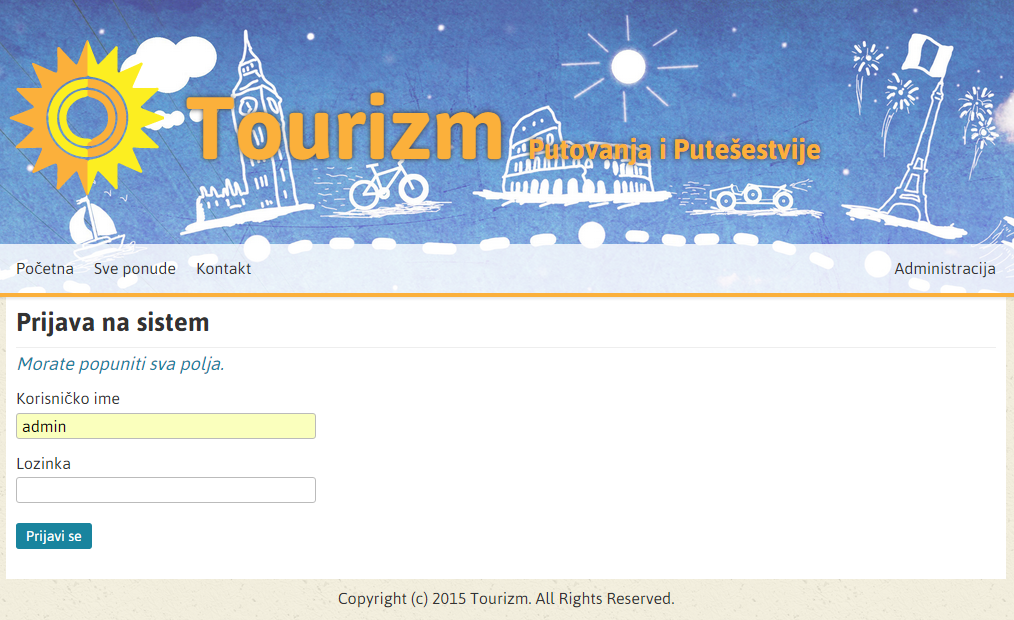 Tourizm
Putovanja i Putešestvije
Početna Sve ponude Kontakt Administracija
Prijava na sistem
Morate popuniti sva polja.
Korisničko ime
admin
Lozinka
Prijavi se
Copyright (c) 2015 Tourizm. All Rights Reserved.